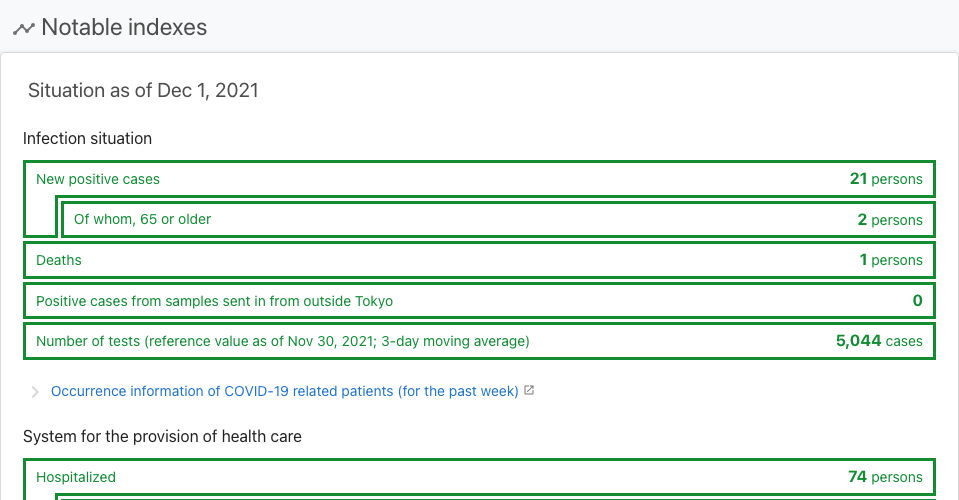 Notable indexes
Situation as of Dec 1, 2021
Infection situation
New positive cases 21 persons
Of whom, 65 or older 2 persons
Deaths 1 persons
Positive cases from samples sent in from outside Tokyo 0
Number of tests (reference value as of Nov 30, 2021; 3-day moving average) 5,044 cases
Occurrence information of COVID-19 related patients (for the past week)
System for the provision of health care
Hospitalized 74 persons